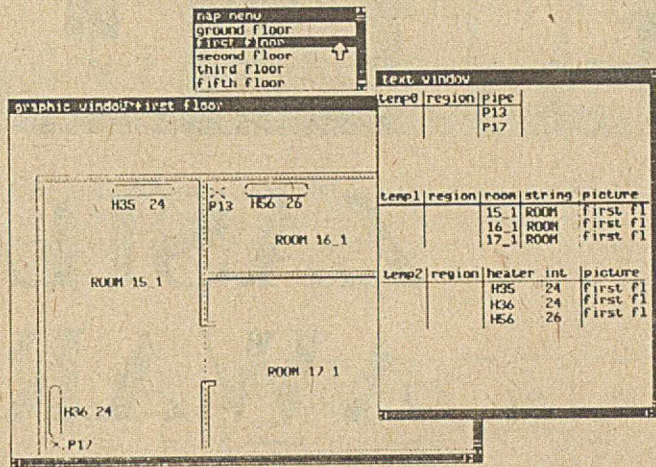 map menu
ground floor
first floor
second floor
third floor
fifth floor
graphic window:first floor
H35 24
P13
H56 26
ROOM 16_1
ROOM 15_1
ROOM 17 1
H36 24
P17
text window
temp0 region pipe
P13
P17
temp1 region room string picture
15_1 ROOM first fl
16_1 ROOM first fl
17_1 ROOM first fl
temp2 region heater int picture
H35 24 first fl
H36 24 first fl
H56 26 first fl